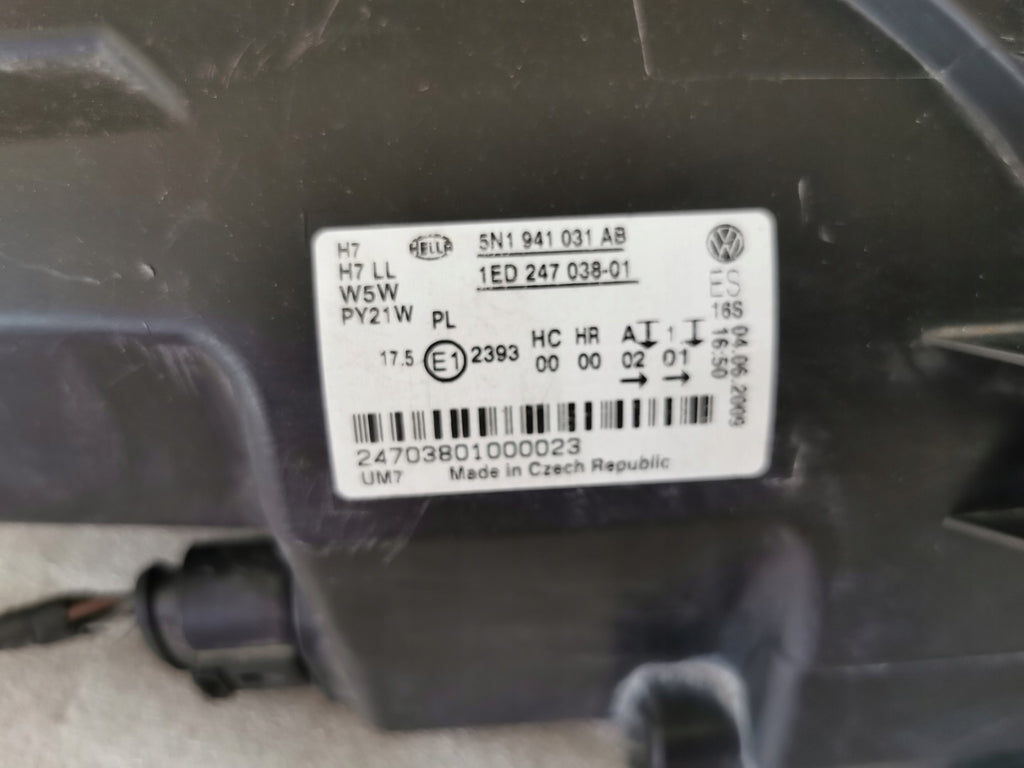 H7
H7 LL
W5W
PY21W
HELLA
5N1 941 031 AB
1ED 247 038-01
VW
ES
16S
PL
17.5 E1 2393
HC HR A 1
00 00 02 01
04.06.2009
16:50
24703801000023
UM7 Made in Czech Republic